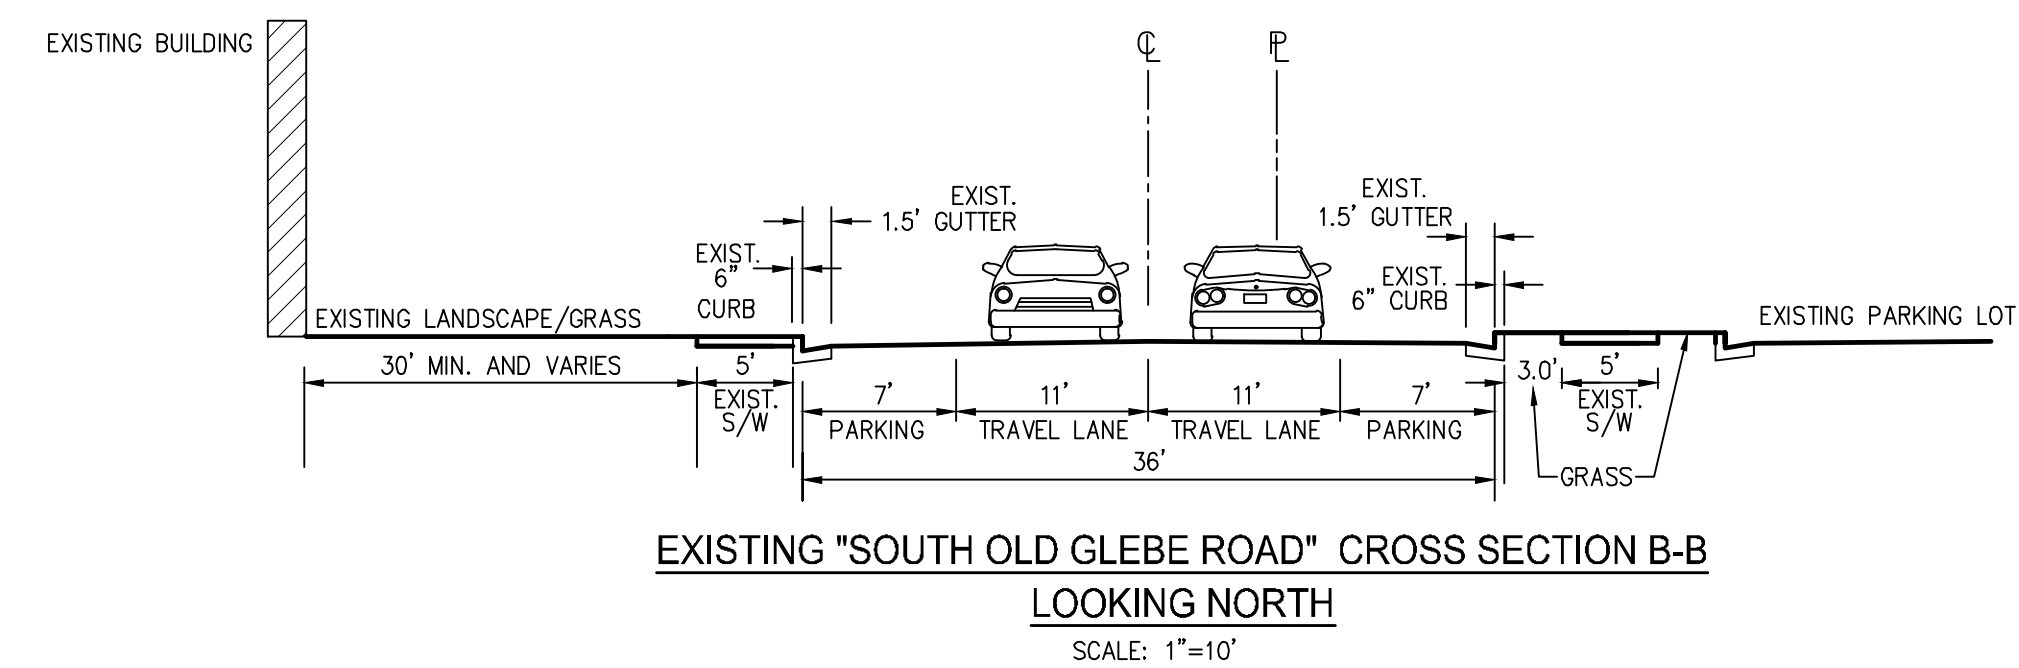 EXISTING BUILDING
℄
PL
EXIST.
1.5' GUTTER
EXIST.
1.5' GUTTER
EXIST.
6"
CURB
EXIST.
6" CURB
EXISTING LANDSCAPE/GRASS
EXISTING PARKING LOT
30' MIN. AND VARIES
5'
EXIST.
S/W
7'
PARKING
11'
TRAVEL LANE
11'
TRAVEL LANE
7'
PARKING
3.0'
5'
EXIST.
S/W
36'
GRASS
EXISTING "SOUTH OLD GLEBE ROAD" CROSS SECTION B-B
LOOKING NORTH
SCALE: 1"=10'